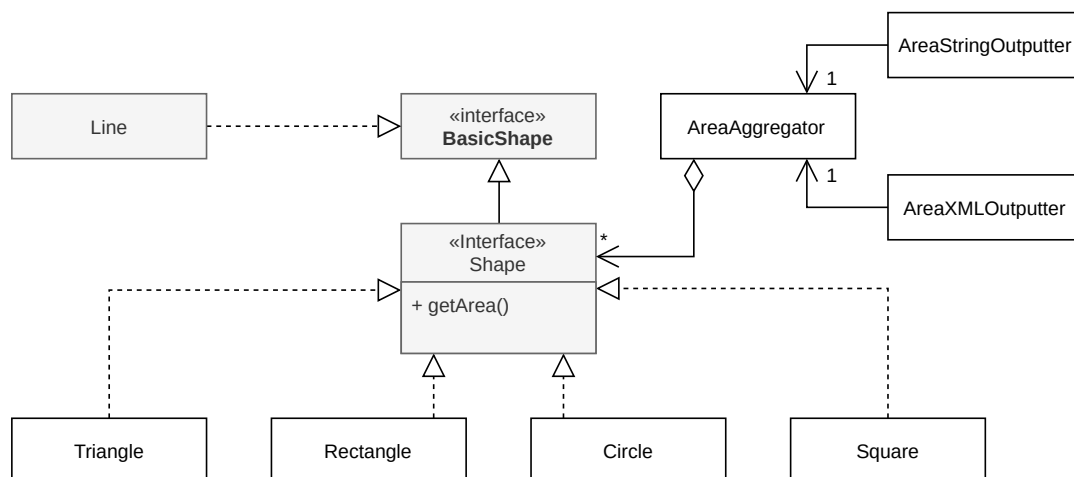 AreaStringOutputter
1
Line
«interface»
BasicShape
AreaAggregator
1
AreaXMLOutputter
«Interface»
Shape
*
+ getArea()
Triangle
Rectangle
Circle
Square